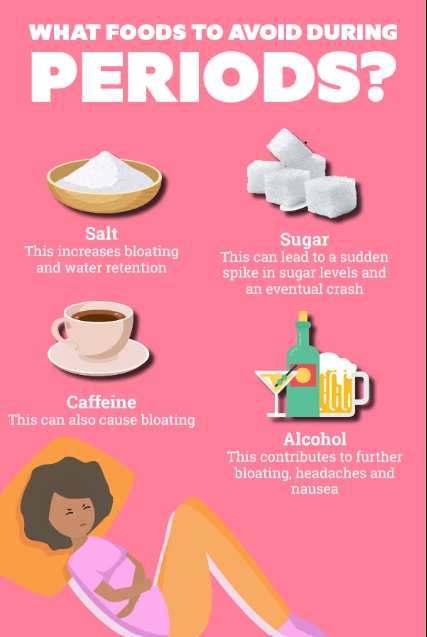 WHAT FOODS TO AVOID DURING
PERIODS?
Salt
This increases bloating
and water retention
Sugar
This can lead to a sudden
spike in sugar levels and
an eventual crash
Caffeine
This can also cause bloating
Alcohol
This contributes to further
bloating, headaches and
nausea